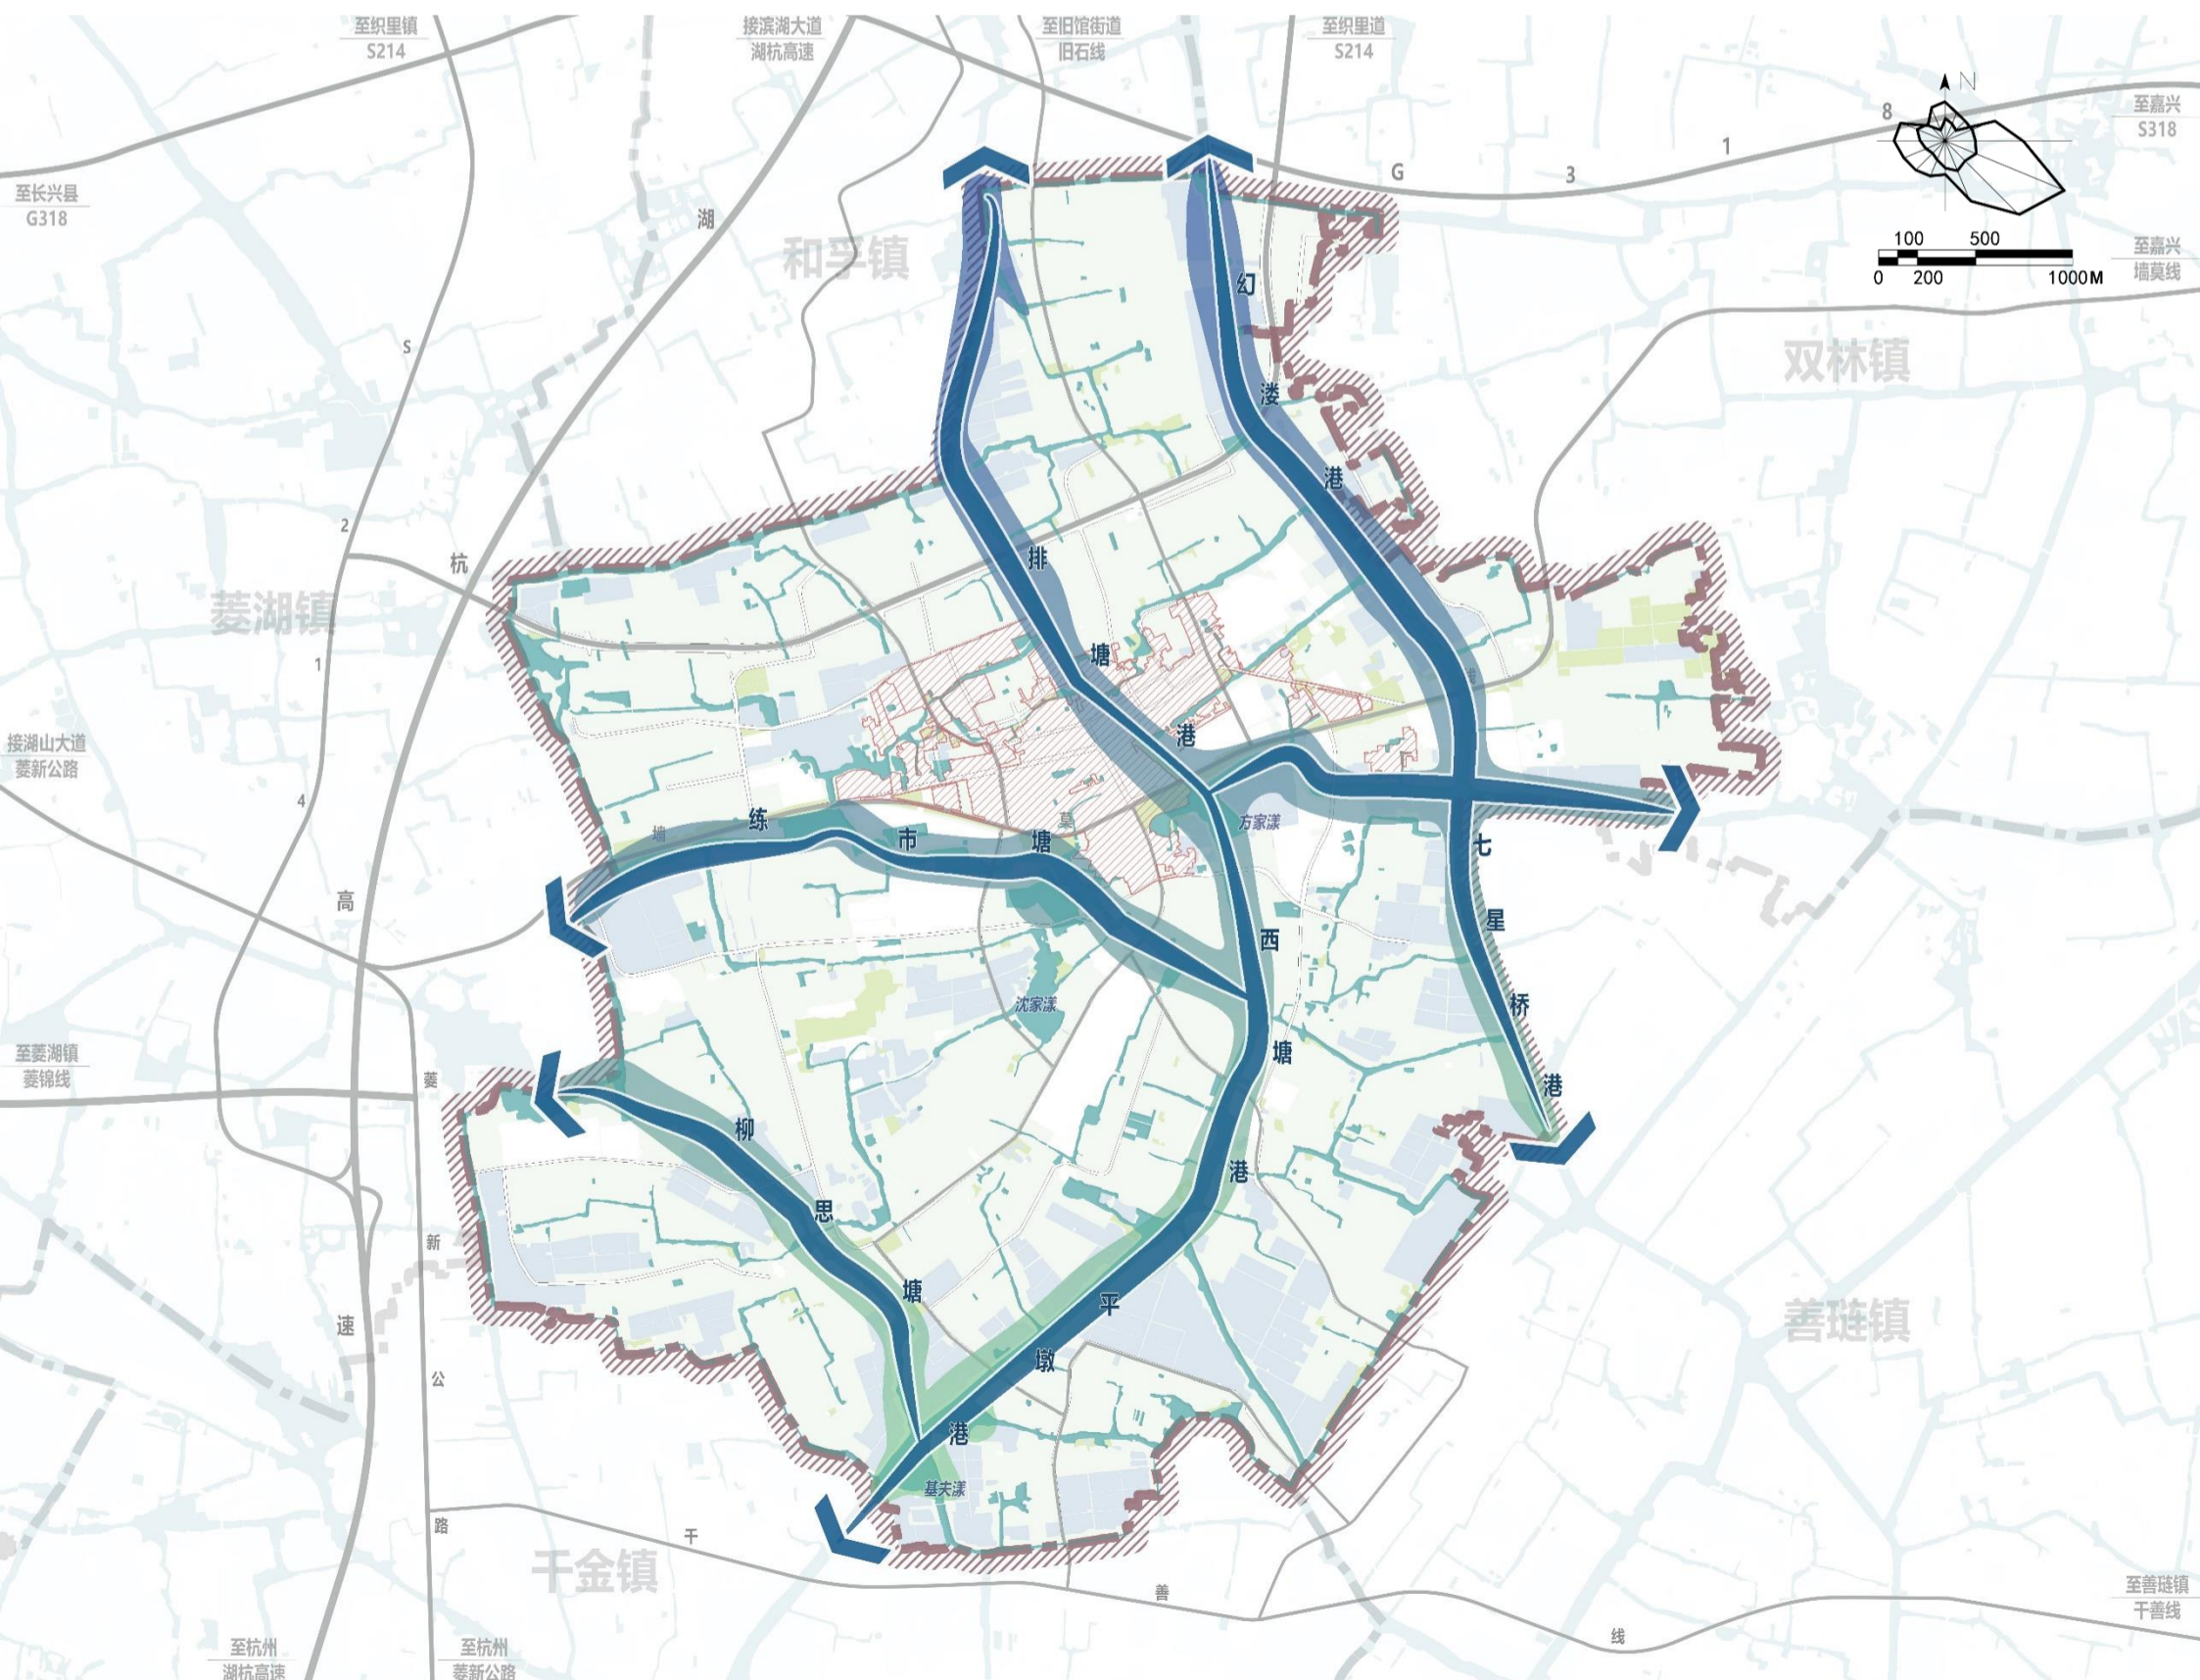 至织里镇
S214
接滨湖大道
湖杭高速
至旧馆街道
旧石线
至织里道
S214
N
8
至嘉兴
S318
1
3
G
至长兴县
G318
湖
和孚镇
100 500
0 200 1000M
至嘉兴
墙莫线
S
双林镇
幻
溇
港
2
杭
菱湖镇
1
排
塘
港
接湖山大道
菱新公路
4
练
市
塘
墙
莫
方家漾
七
星
桥
港
高
西
塘
港
沈家漾
至菱湖镇
菱锦线
菱
新
公
路
柳
思
塘
平
墩
港
速
善琏镇
基夫漾
千金镇
干
善
线
至善琏镇
干善线
至杭州
湖杭高速
至杭州
菱新公路